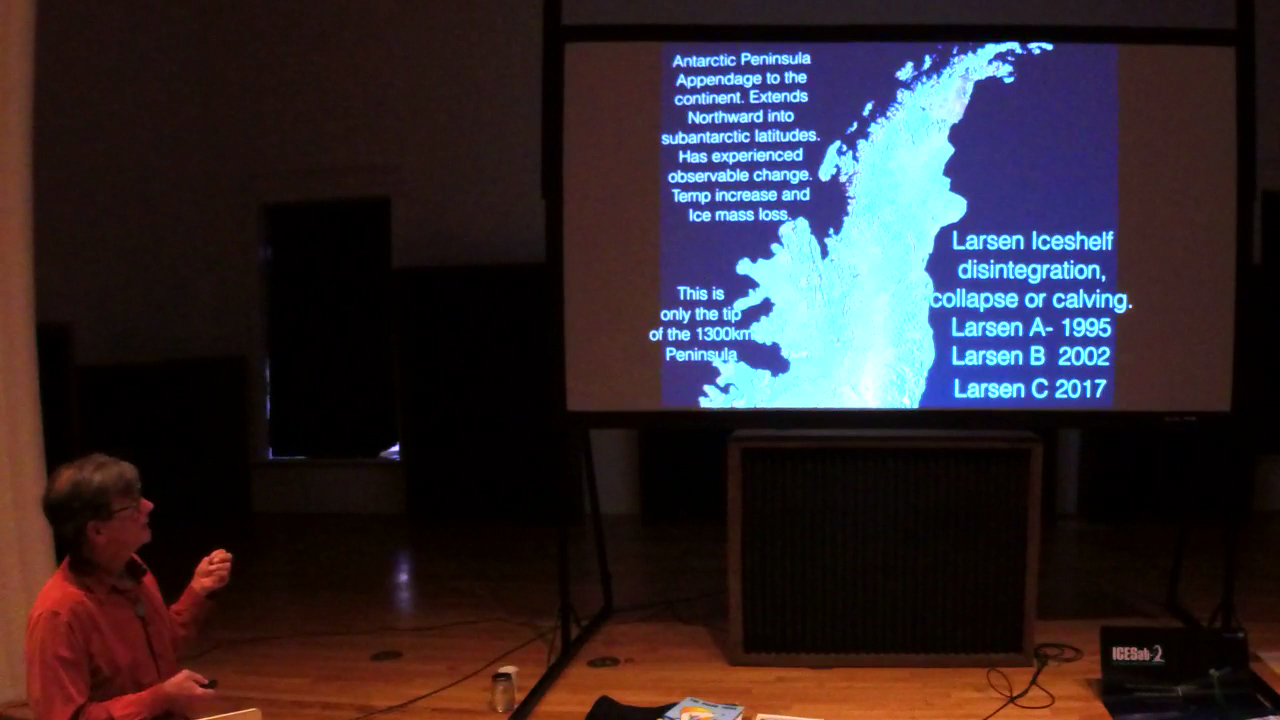 Antarctic Peninsula
Appendage to the
continent. Extends
Northward into
subantarctic latitudes.
Has experienced
observable change.
Temp increase and
Ice mass loss.
This is
only the tip
of the 1300km
Peninsula
Larsen Iceshelf
disintegration,
collapse or calving.
Larsen A- 1995
Larsen B 2002
Larsen C 2017
ICESat-2